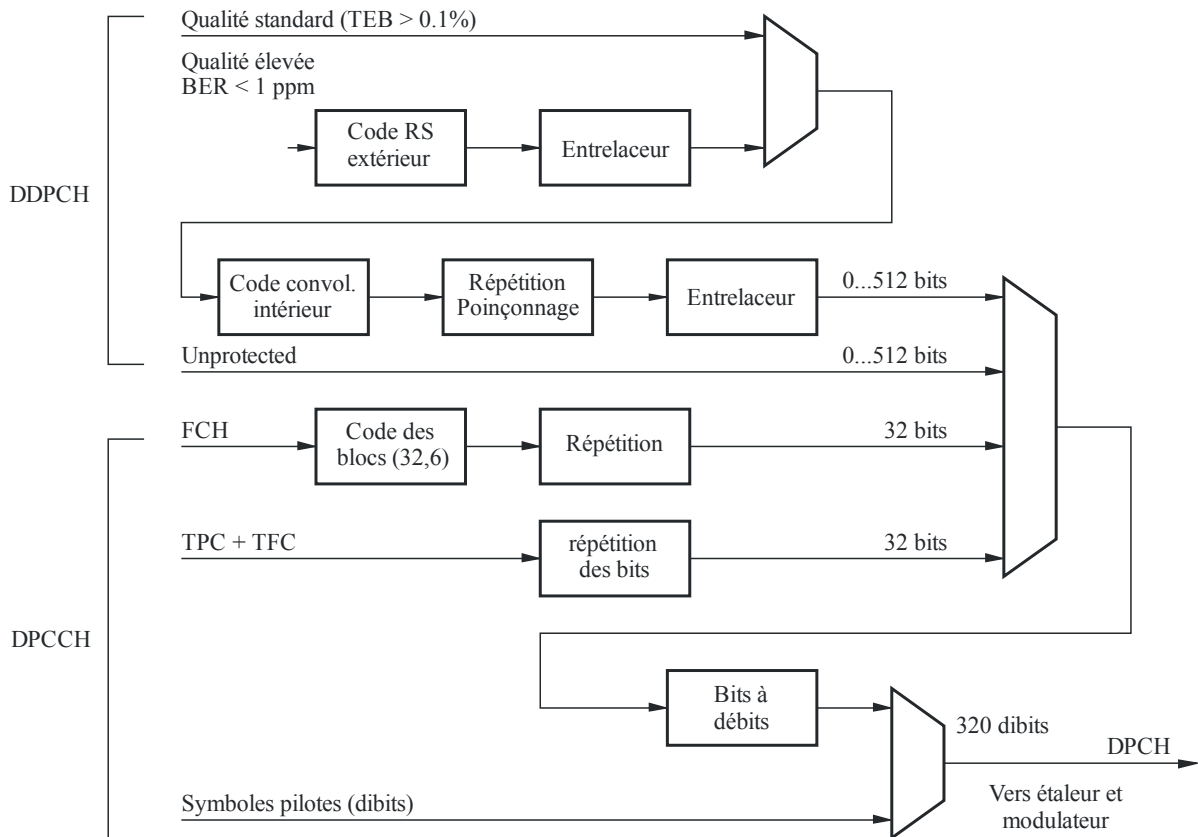 Qualité standard (TEB > 0.1%)
Qualité élevée
BER < 1 ppm
Code RS
extérieur
Entrelaceur
DDPCH
Code convol.
intérieur
Répétition
Poinçonnage
Entrelaceur
0...512 bits
Unprotected
0...512 bits
FCH
Code des
blocs (32,6)
Répétition
32 bits
TPC + TFC
répétition
des bits
32 bits
DPCCH
Bits à
débits
320 dibits
DPCH
Symboles pilotes (dibits)
Vers étaleur et
modulateur